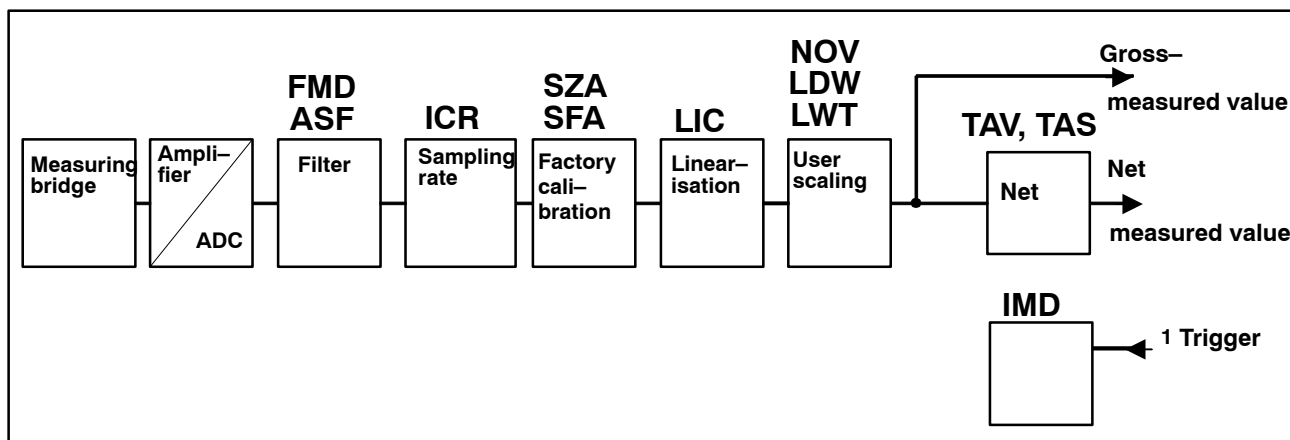 FMD
ASF
ICR
SZA
SFA
LIC
NOV
LDW
LWT
Gross–
measured value
TAV, TAS
Measuring
bridge
Ampli–
fier
ADC
Filter
Sampling
rate
Factory
cali–
bration
Linear–
isation
User
scaling
Net
Net
measured value
IMD
1 Trigger